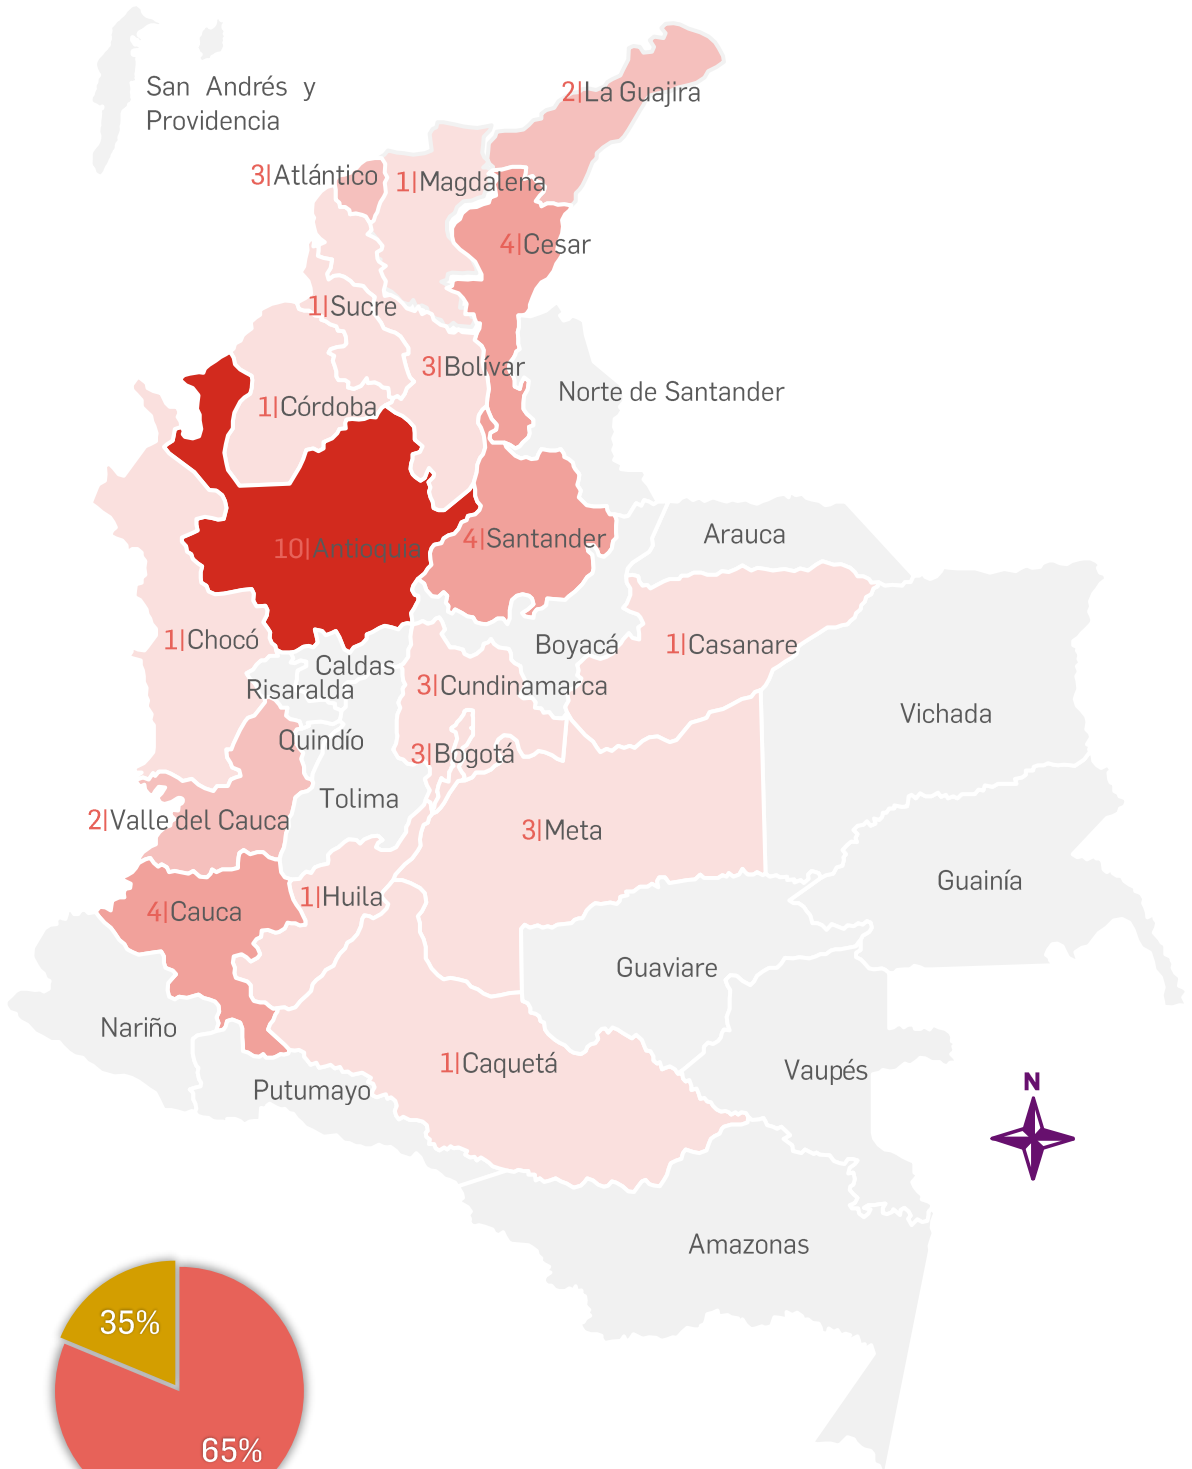 2|La Guajira
San Andrés y
Providencia
3|Atlántico
1|Magdalena
4|Cesar
1|Sucre
3|Bolívar
Norte de Santander
1|Córdoba
Arauca
4|Santander
10|Antioquia
1|Chocó
Boyacá
1|Casanare
Caldas
Risaralda
3|Cundinamarca
Vichada
Quindío
3|Bogotá
Tolima
2|Valle del Cauca
3|Meta
Guainía
1|Huila
4|Cauca
Guaviare
Nariño
1|Caquetá
Vaupés
Putumayo
N
Amazonas
35%
65%